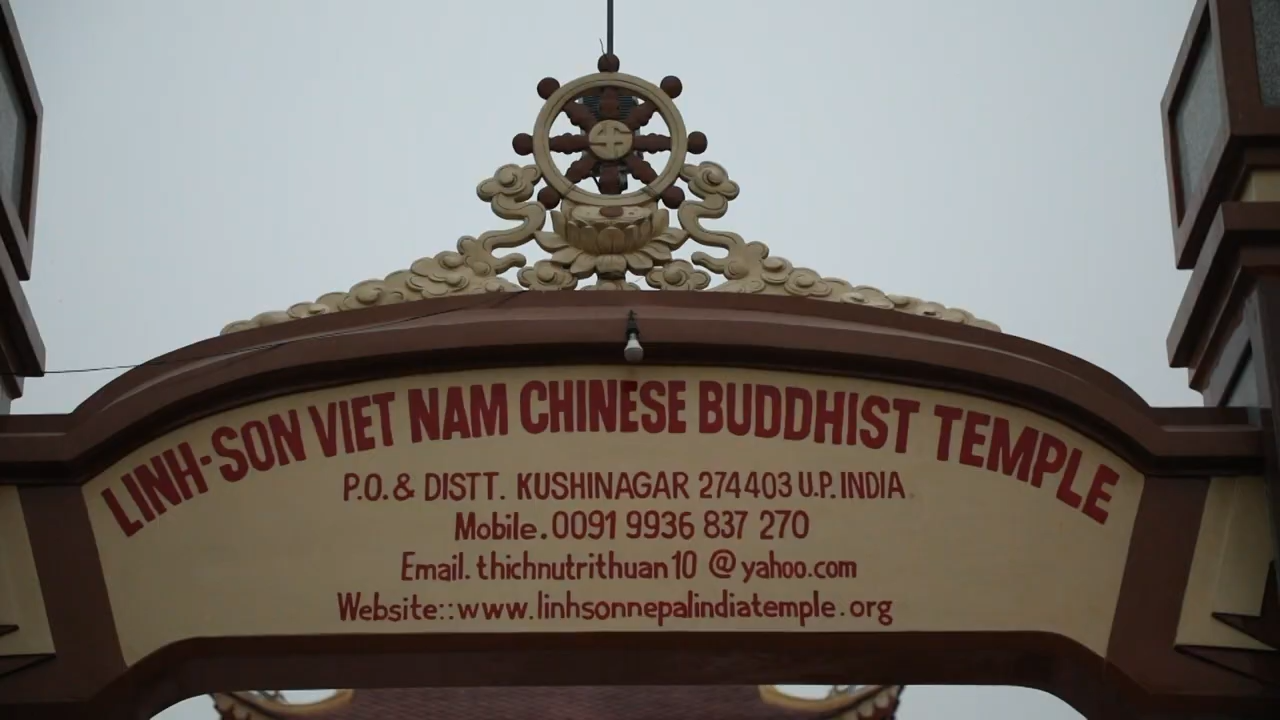 LINH-SON VIET NAM CHINESE BUDDHIST TEMPLE
P.O.& DISTT. KUSHINAGAR 274403 U.P. INDIA.
Mobile.0091 9936 837 270
Email. thichnutrithuan10 @yahoo.com
Website::www.linhsonnepalindiatemple.org